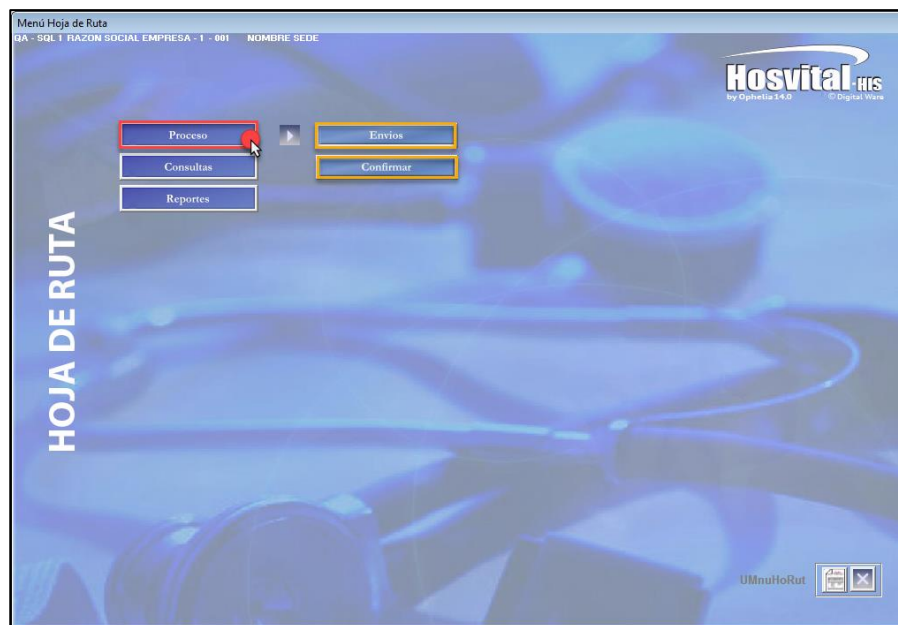 Menú Hoja de Ruta
QA - SQL 1 RAZON SOCIAL EMPRESA - 1 - 001 NOMBRE SEDE
Hosvital-HIS
by Ophelia 14.0 ©Digital Ware
Proceso
Envios
Consultas
Confirmar
Reportes
HOJA DE RUTA
UMnuHoRut